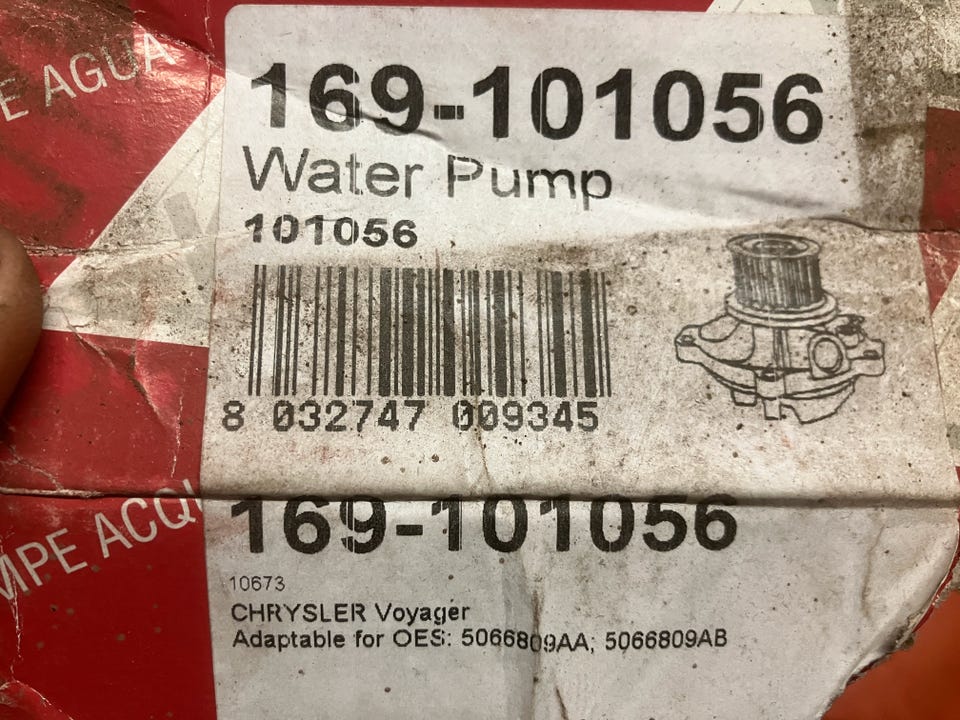 E AGUA
169-101056
Water Pump
101056
8 032747 009345
169-101056
MPE ACQU
10673
CHRYSLER Voyager
Adaptable for OES: 5066809AA; 5066809AB